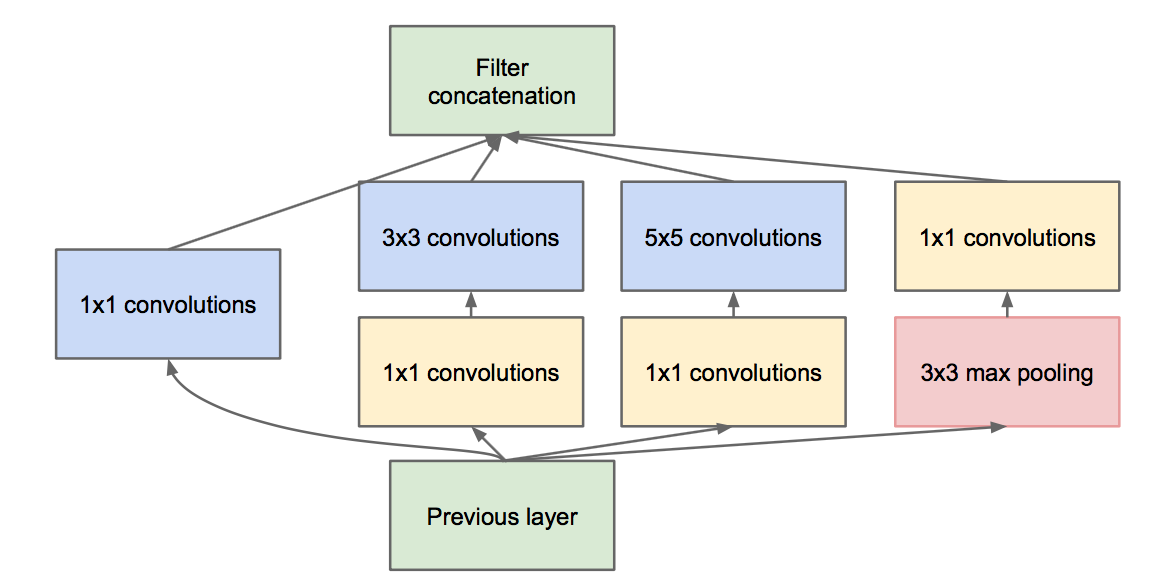 Filter
concatenation
3x3 convolutions
5x5 convolutions
1x1 convolutions
1x1 convolutions
1x1 convolutions
1x1 convolutions
3x3 max pooling
Previous layer